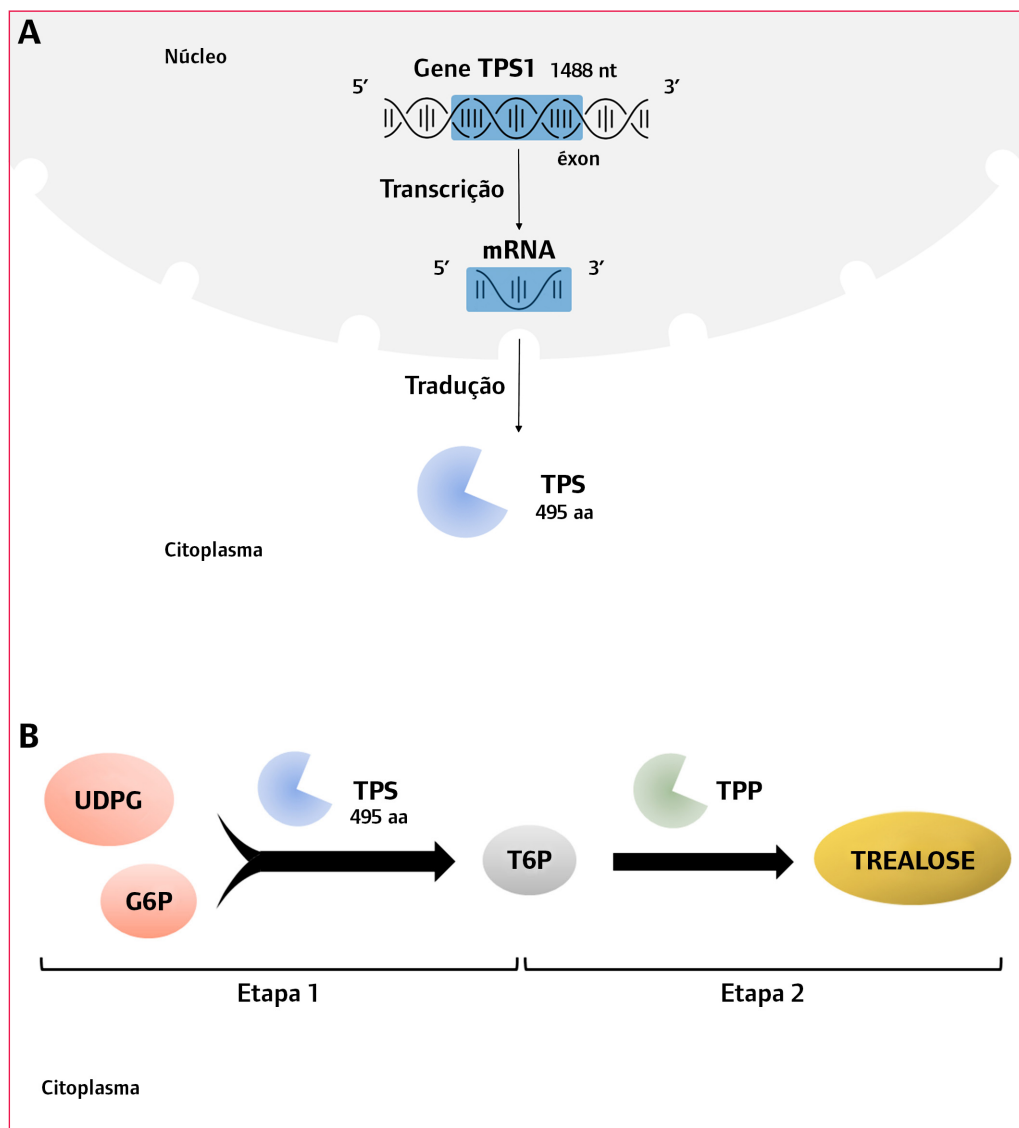 A
Núcleo
Gene TPS1 1488 nt
5′ 3′
éxon
Transcrição
mRNA
5′ 3′
Tradução
TPS
495 aa
Citoplasma
B
UDPG
G6P
TPS
495 aa
T6P
TPP
TREALOSE
Etapa 1
Etapa 2
Citoplasma